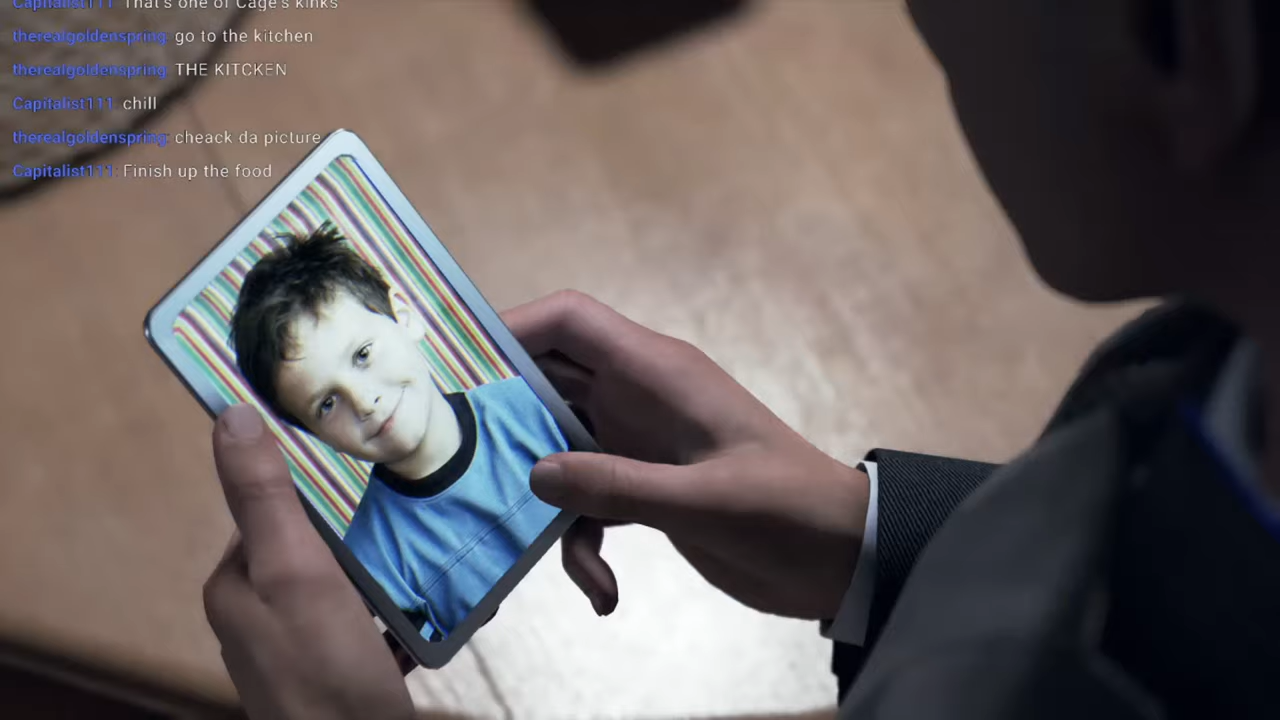 Capitalist111: That's one of Cage's kinks
therealgoldenspring: go to the kitchen
therealgoldenspring: THE KITCKEN
Capitalist111: chill
therealgoldenspring: cheack da picture
Capitalist111: Finish up the food